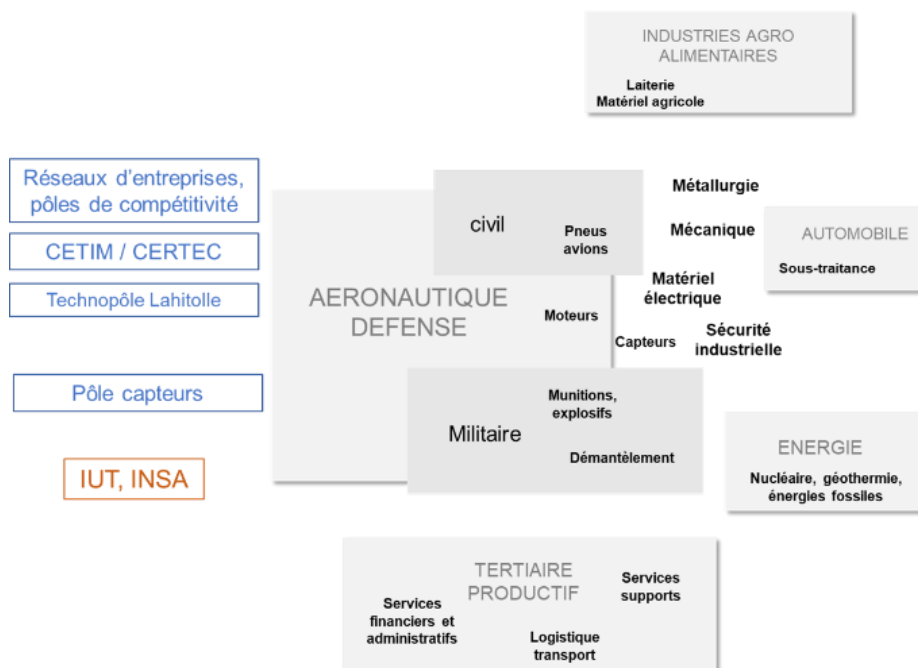 INDUSTRIES AGRO
ALIMENTAIRES
Laiterie
Matériel agricole
Réseaux d'entreprises,
pôles de compétitivité
CETIM / CERTEC
Technopôle Lahitolle
Pôle capteurs
IUT, INSA
AERONAUTIQUE
DEFENSE
civil
Pneus
avions
Moteurs
Militaire
Munitions,
explosifs
Démantèlement
Métallurgie
Mécanique
Matériel
électrique
Capteurs
Sécurité
industrielle
AUTOMOBILE
Sous-traitance
ENERGIE
Nucléaire, géothermie,
énergies fossiles
TERTIAIRE
PRODUCTIF
Services
financiers et
administratifs
Logistique
transport
Services
supports